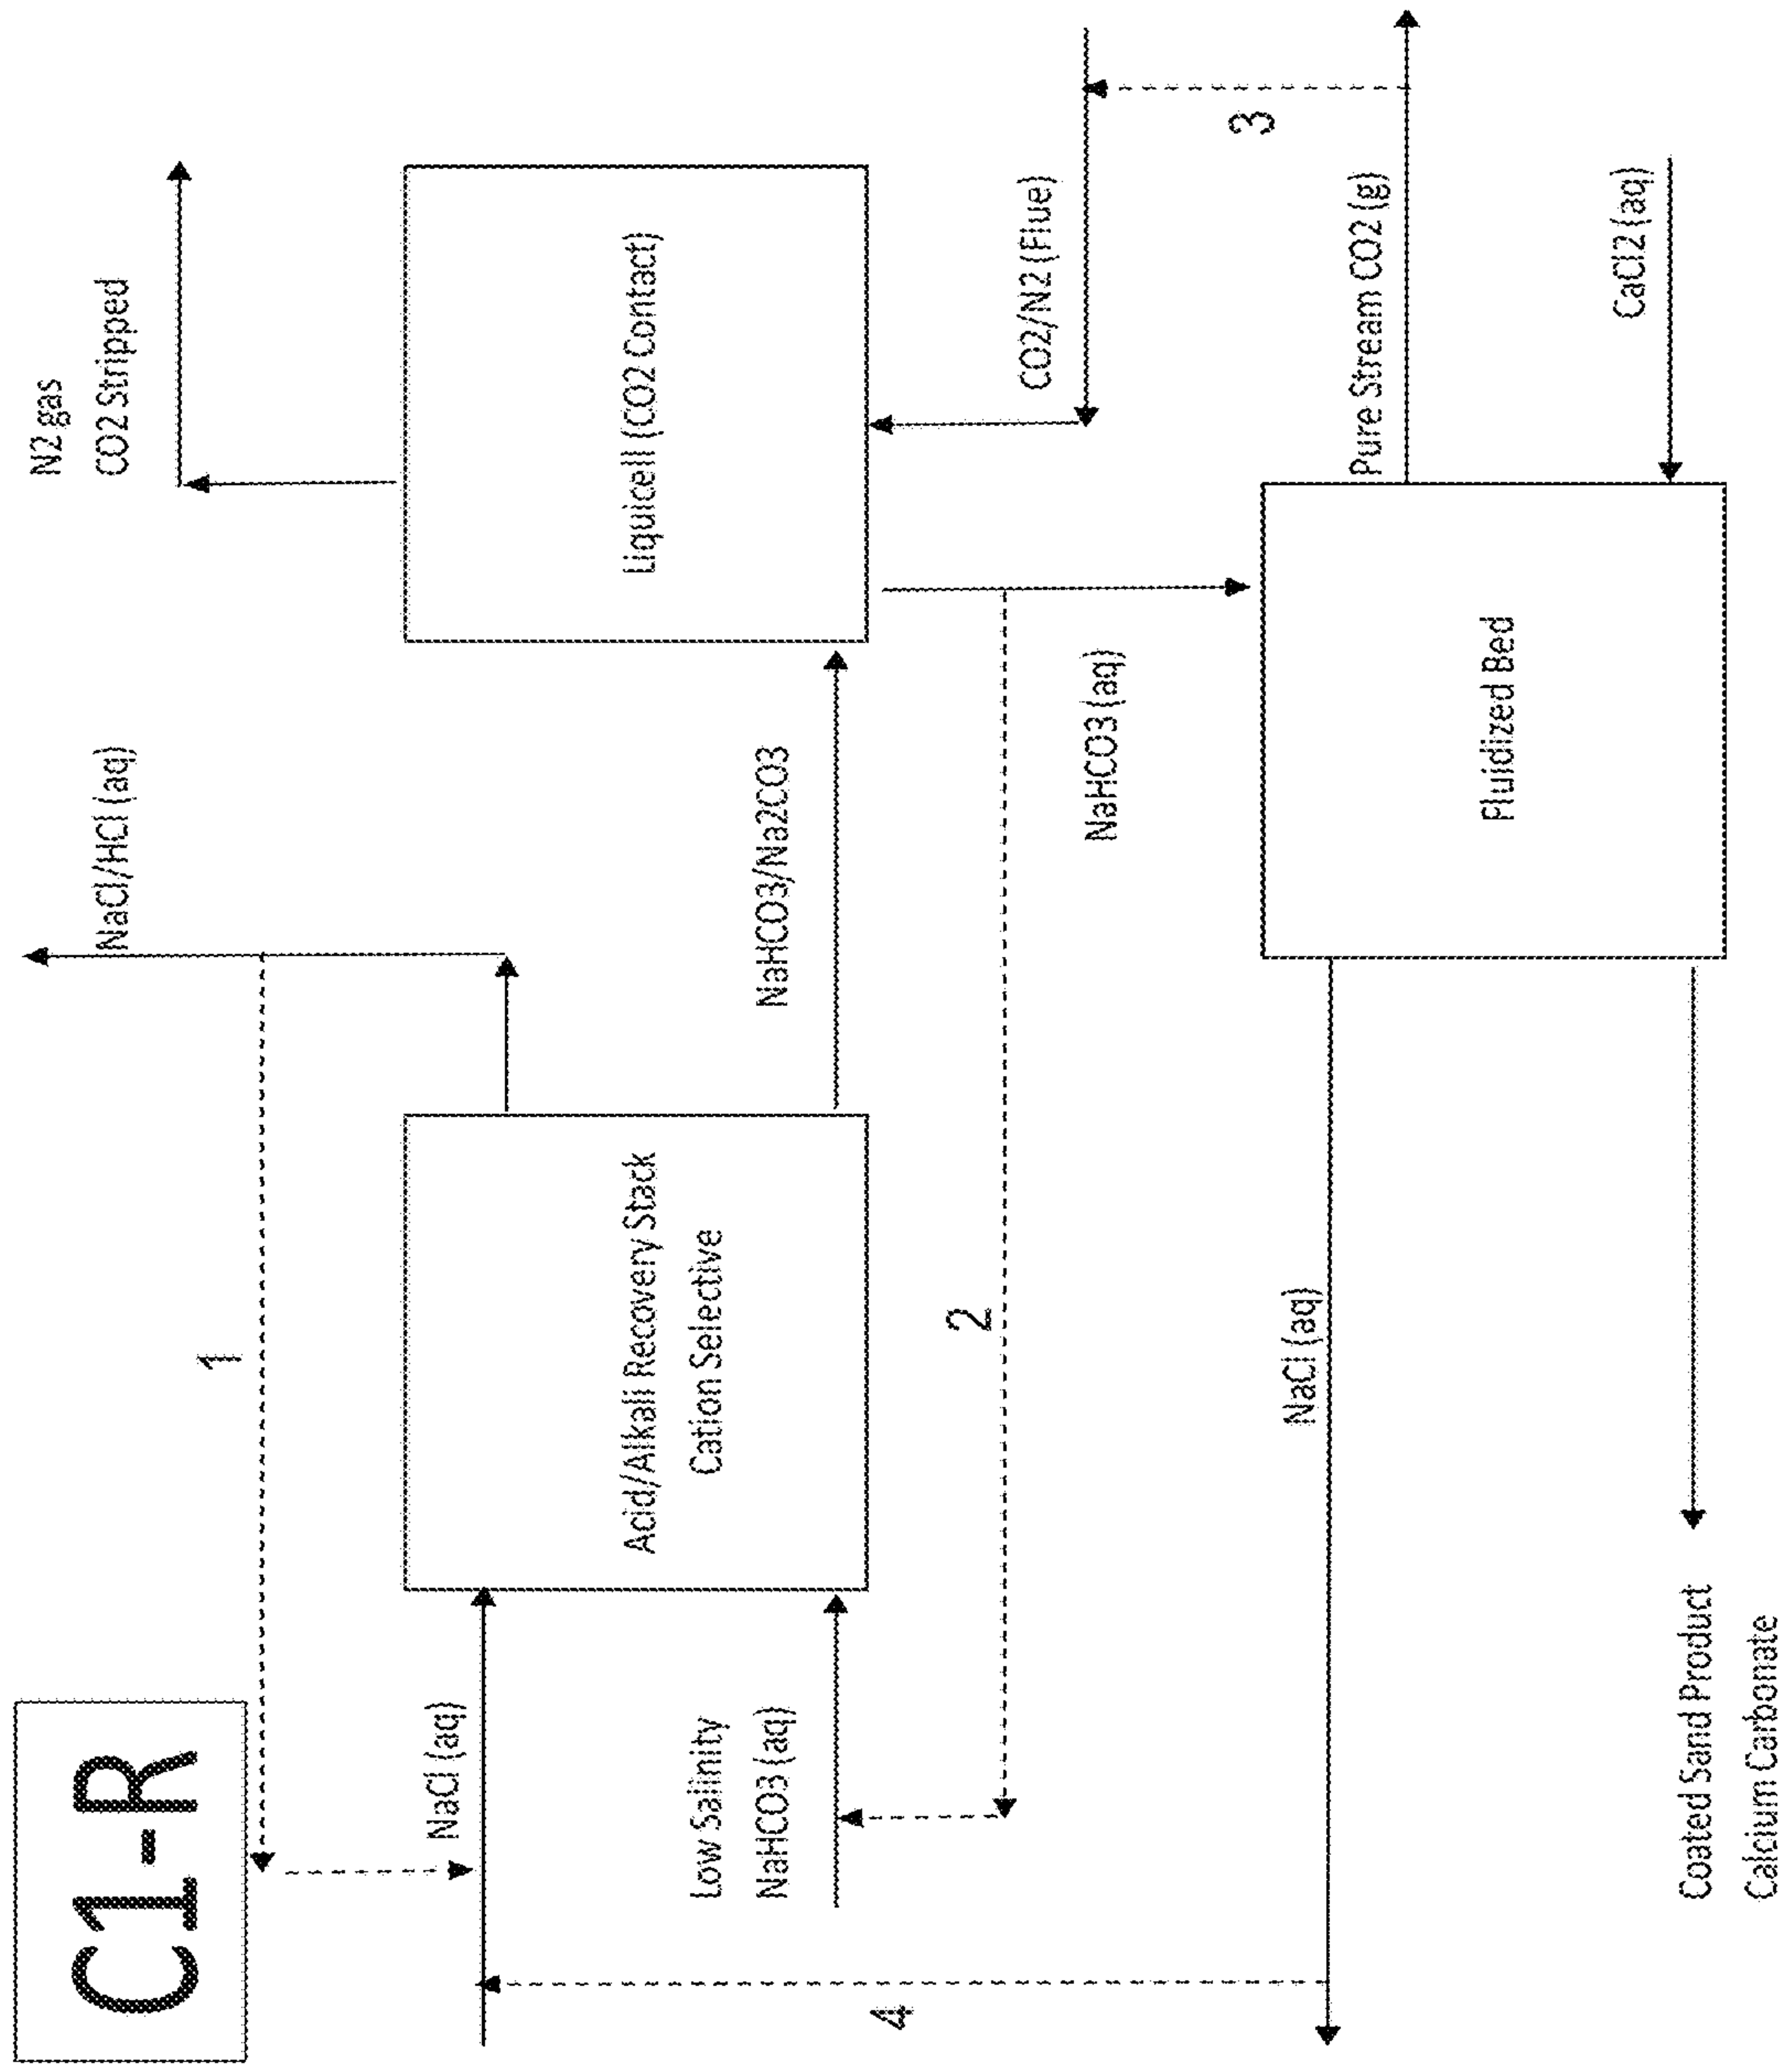 C1-R
1
NaCl/HCl (aq)
N2 gas
CO2 Stripped
NaCl (aq)
Acid/Alkali Recovery Stack
Cation Selective
Liquicell (CO2 Contact)
Low Salinity
NaHCO3 (aq)
NaHCO3/Na2CO3
2
NaHCO3 (aq)
CO2/N2 (Flue)
3
4
NaCl (aq)
Fluidized Bed
Pure Stream CO2 (g)
CaCl2 (aq)
Coated Sand Product
Calcium Carbonate